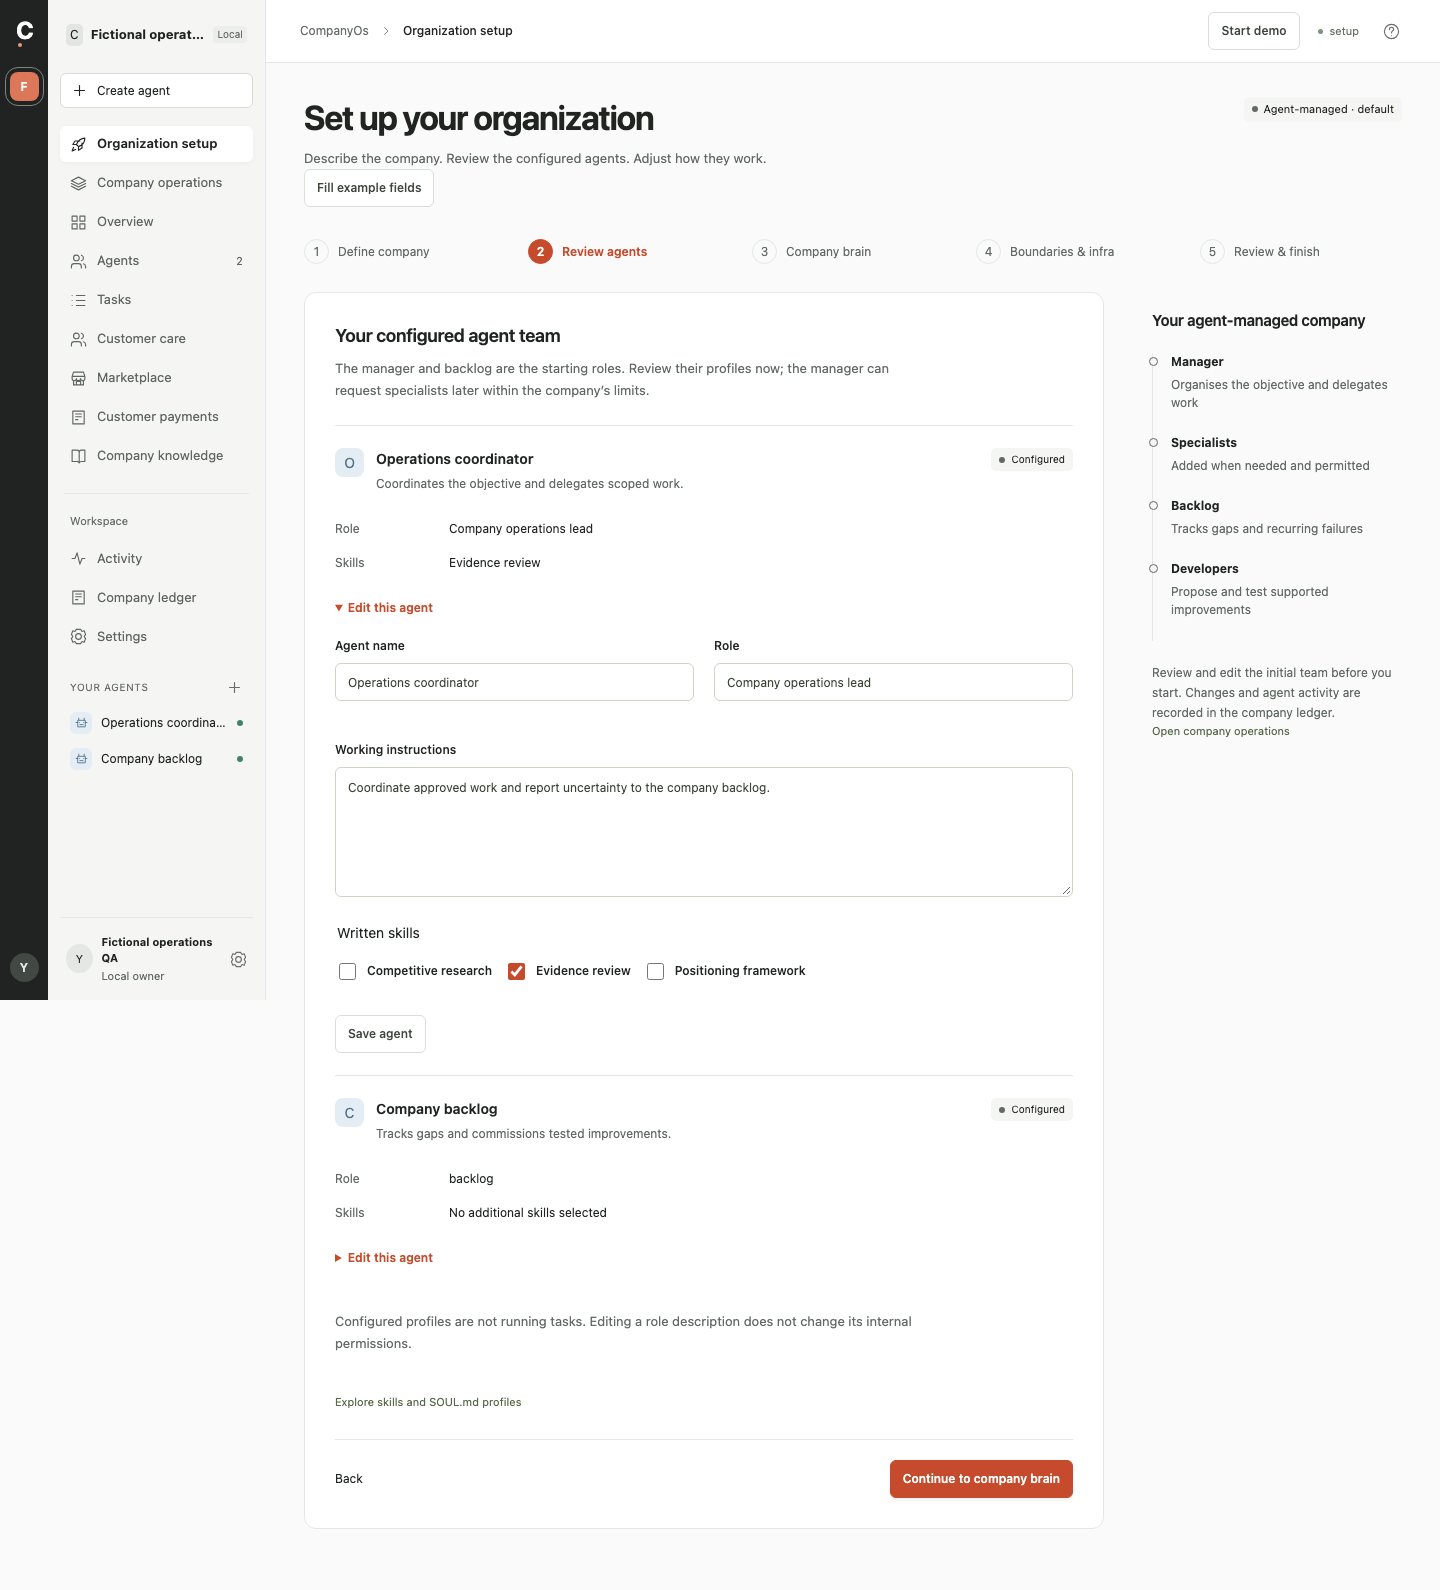 C
F
Y
C
Fictional operat...
Local
Create agent
Organization setup
Company operations
Overview
Agents
2
Tasks
Customer care
Marketplace
Customer payments
Company knowledge
Workspace
Activity
Company ledger
Settings
YOUR AGENTS
Operations coordina...
Company backlog
Y
Fictional operations
QA
Local owner
CompanyOs
Organization setup
Start demo
setup
?
Set up your organization
Agent-managed · default
Describe the company. Review the configured agents. Adjust how they work.
Fill example fields
1 Define company
2 Review agents
3 Company brain
4 Boundaries & infra
5 Review & finish
Your configured agent team
The manager and backlog are the starting roles. Review their profiles now; the manager can
request specialists later within the company's limits.
O
Operations coordinator
Configured
Coordinates the objective and delegates scoped work.
Role
Company operations lead
Skills
Evidence review
Edit this agent
Agent name
Role
Operations coordinator
Company operations lead
Working instructions
Coordinate approved work and report uncertainty to the company backlog.
Written skills
Competitive research
Evidence review
Positioning framework
Save agent
C
Company backlog
Configured
Tracks gaps and commissions tested improvements.
Role
backlog
Skills
No additional skills selected
Edit this agent
Configured profiles are not running tasks. Editing a role description does not change its internal
permissions.
Explore skills and SOUL.md profiles
Back
Continue to company brain
Your agent-managed company
Manager
Organises the objective and delegates
work
Specialists
Added when needed and permitted
Backlog
Tracks gaps and recurring failures
Developers
Propose and test supported
improvements
Review and edit the initial team before you
start. Changes and agent activity are
recorded in the company ledger.
Open company operations